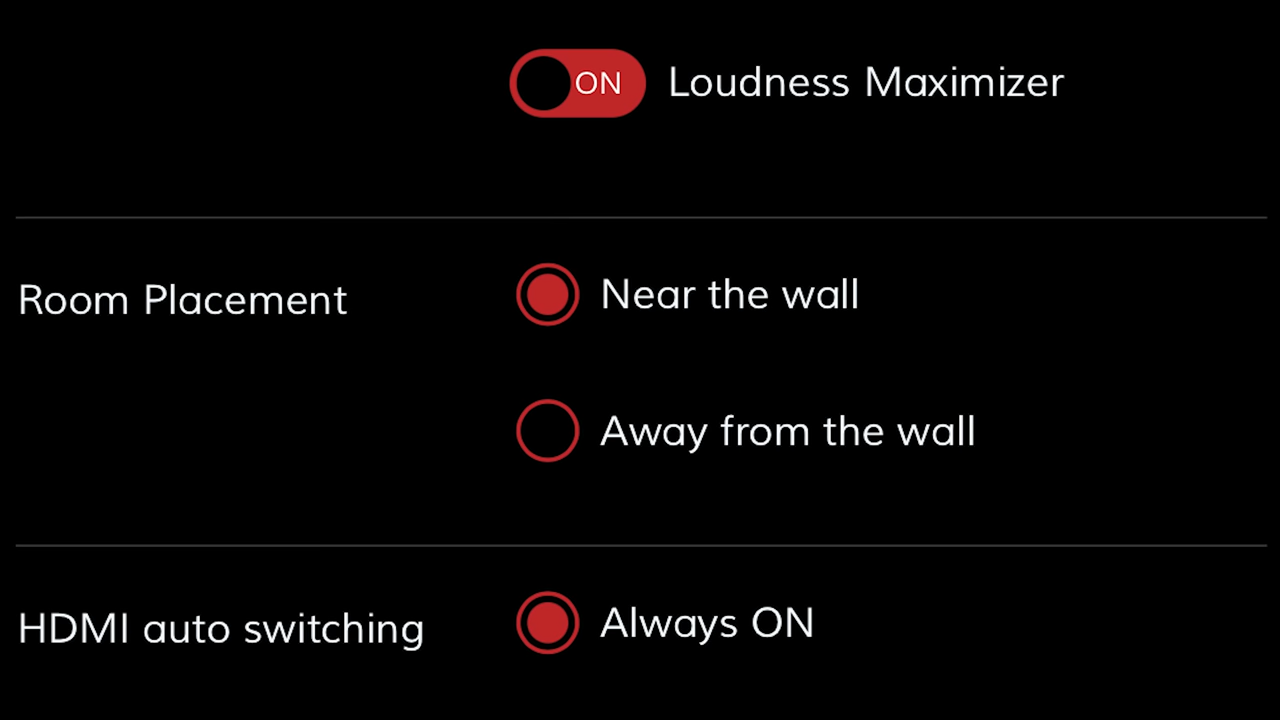 ON Loudness Maximizer
Room Placement
Near the wall
Away from the wall
HDMI auto switching
Always ON